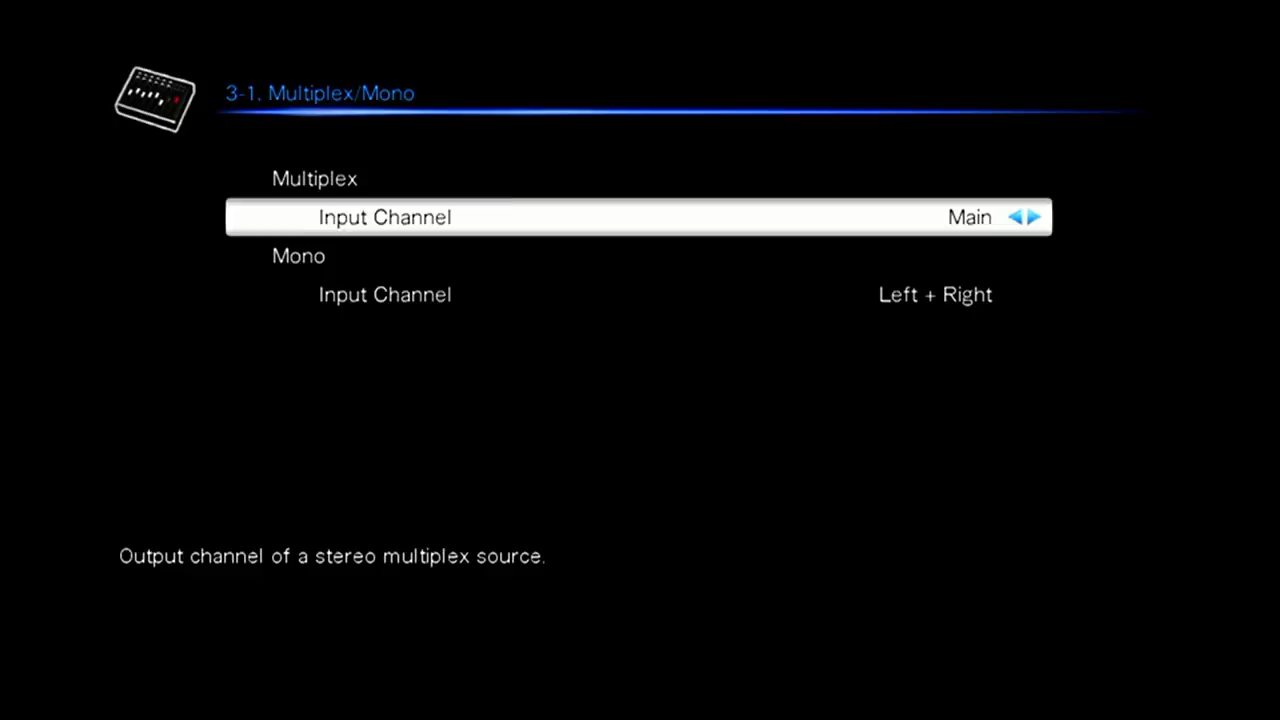 3-1. Multiplex/Mono
Multiplex
Input Channel Main
Mono
Input Channel Left + Right
Output channel of a stereo multiplex source.